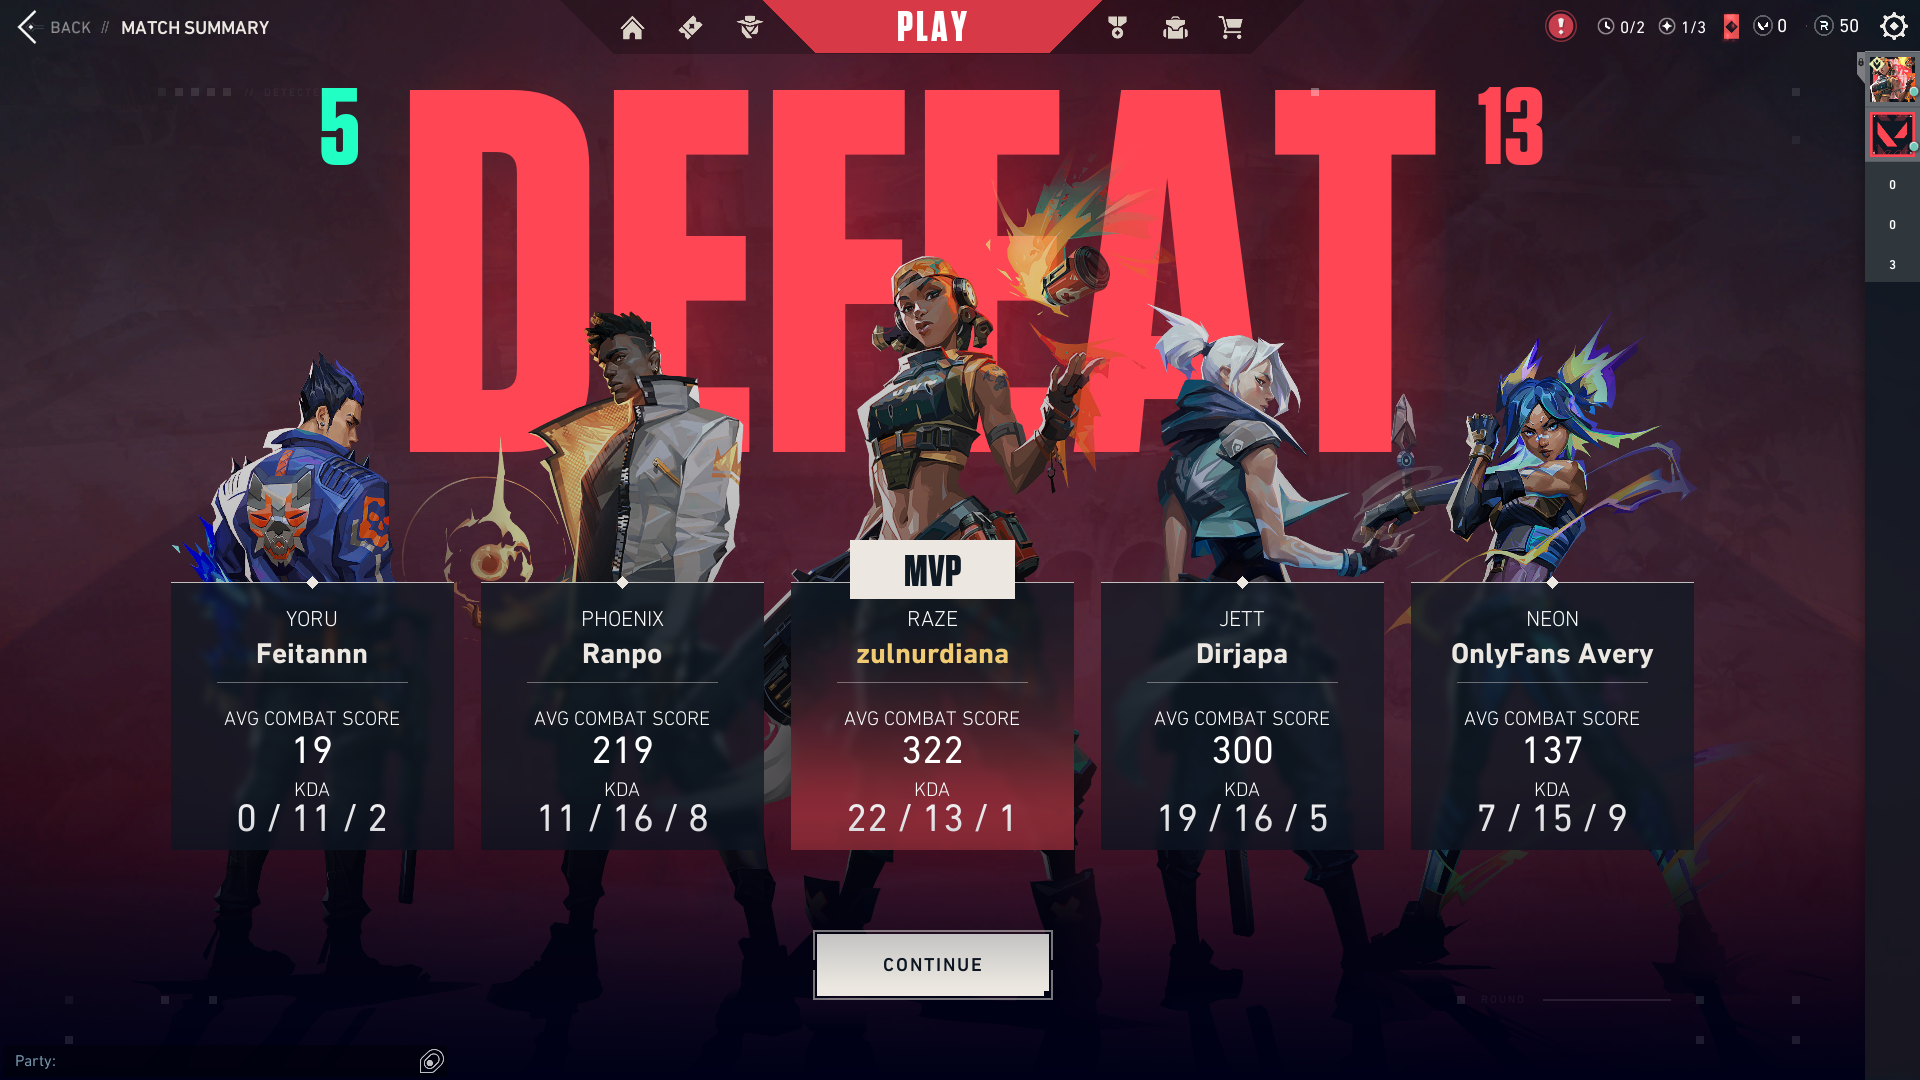 BACK // MATCH SUMMARY
PLAY
0/2 1/3 0 R 50
// DETECTE
5 DEFEAT 13
0
0
3
MVP
YORU
Feitannn
AVG COMBAT SCORE
19
KDA
0 / 11 / 2
PHOENIX
Ranpo
AVG COMBAT SCORE
219
KDA
11 / 16 / 8
RAZE
zulnurdiana
AVG COMBAT SCORE
322
KDA
22 / 13 / 1
JETT
Dirjapa
AVG COMBAT SCORE
300
KDA
19 / 16 / 5
NEON
OnlyFans Avery
AVG COMBAT SCORE
137
KDA
7 / 15 / 9
CONTINUE
ROUND
Party: